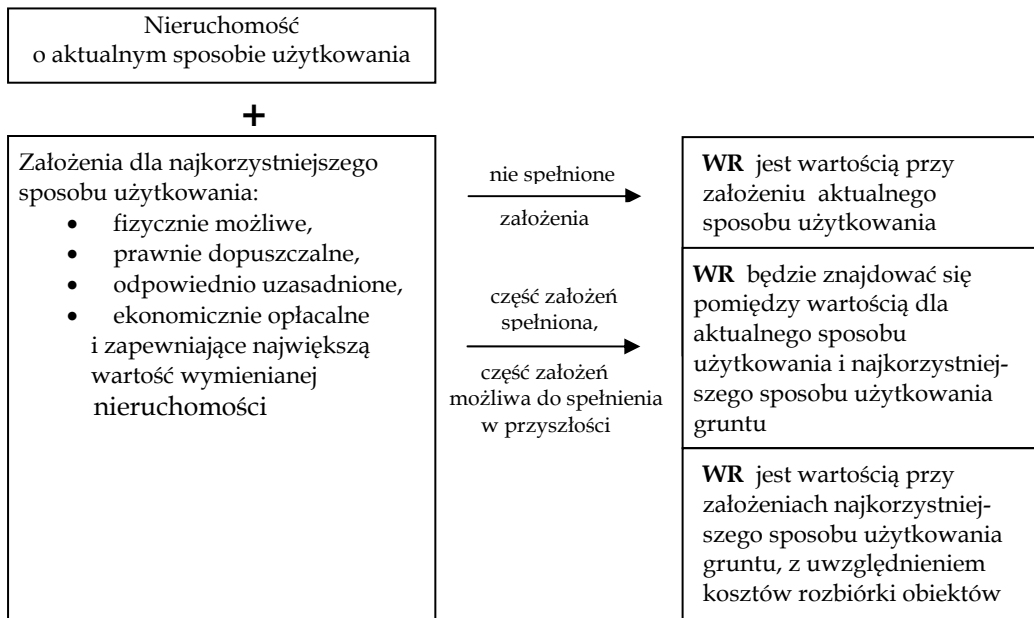 Nieruchomość
o aktualnym sposobie użytkowania
+
Założenia dla najkorzystniejszego
sposobu użytkowania:
• fizycznie możliwe,
• prawnie dopuszczalne,
• odpowiednio uzasadnione,
• ekonomicznie opłacalne
i zapewniające największą
wartość wymienianej
nieruchomości
nie spełnione
założenia
WR jest wartością przy
założeniu aktualnego
sposobu użytkowania
część założeń
spełniona,
część założeń
możliwa do spełnienia
w przyszłości
WR będzie znajdować się
pomiędzy wartością dla
aktualnego sposobu
użytkowania i najkorzystniej-
szego sposobu użytkowania
gruntu
WR jest wartością przy
założeniach najkorzystniej-
szego sposobu użytkowania
gruntu, z uwzględnieniem
kosztów rozbiórki obiektów